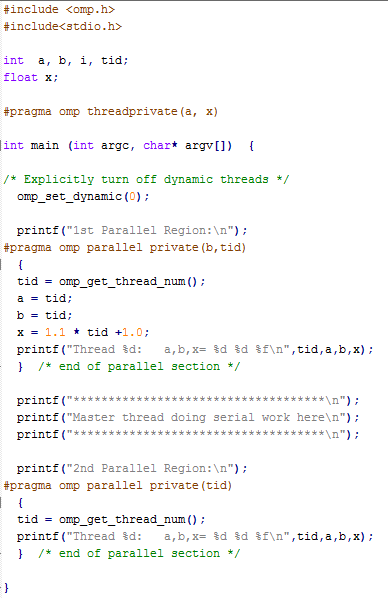 #include <omp.h>
#include<stdio.h>
int  a, b, i, tid;
float x;
#pragma omp threadprivate(a, x)
int main (int argc, char* argv[])  {
/* Explicitly turn off dynamic threads */
  omp_set_dynamic(0);
  printf("1st Parallel Region:\n");
#pragma omp parallel private(b,tid)
  {
  tid = omp_get_thread_num();
  a = tid;
  b = tid;
  x = 1.1 * tid +1.0;
  printf("Thread %d:   a,b,x= %d %d %f\n",tid,a,b,x);
  }  /* end of parallel section */
  printf("************************************\n");
  printf("Master thread doing serial work here\n");
  printf("************************************\n");
  printf("2nd Parallel Region:\n");
#pragma omp parallel private(tid)
  {
  tid = omp_get_thread_num();
  printf("Thread %d:   a,b,x= %d %d %f\n",tid,a,b,x);
  }  /* end of parallel section */
}